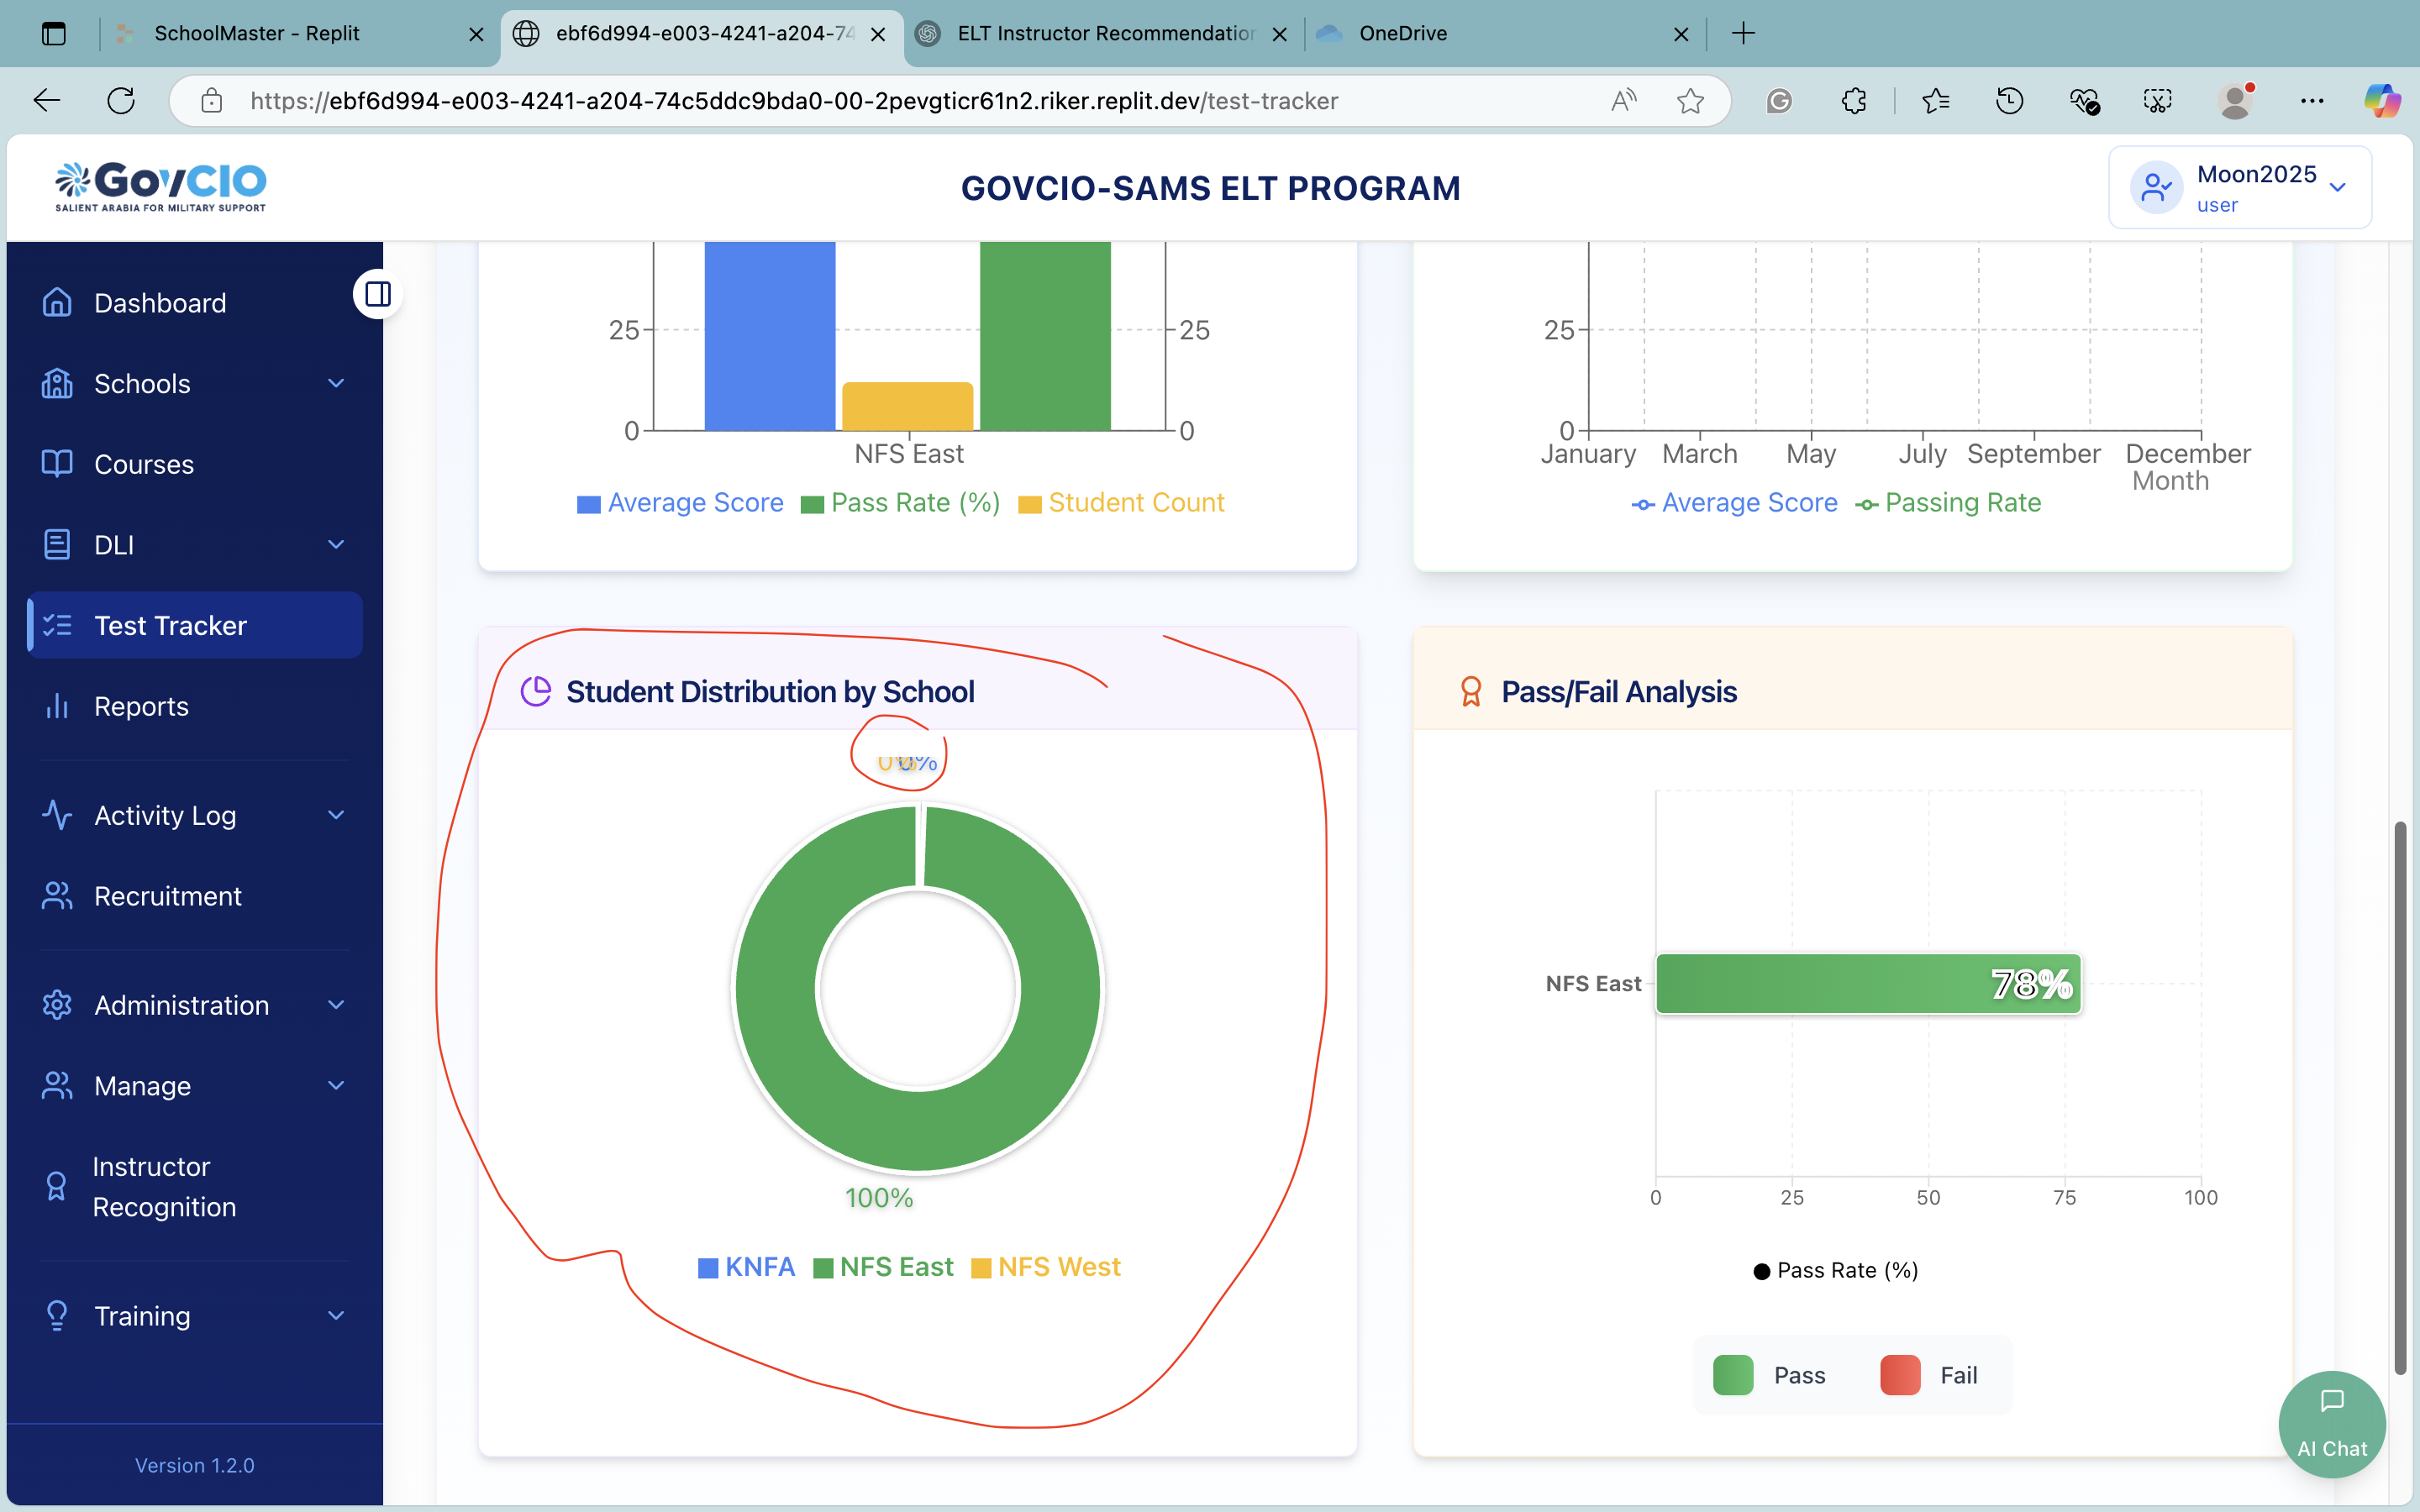 SchoolMaster - Replit
ebf6d994-e003-4241-a204-74
ELT Instructor Recommendation
OneDrive
https://ebf6d994-e003-4241-a204-74c5ddc9bda0-00-2pevgticr61n2.riker.replit.dev/test-tracker
GovCIO
SALIENT ARABIA FOR MILITARY SUPPORT
GOVCIO-SAMS ELT PROGRAM
Moon2025
user
Dashboard
Schools
Courses
DLI
Test Tracker
Reports
Activity Log
Recruitment
Administration
Manage
Instructor
Recognition
Training
Version 1.2.0
25
25
0
0
NFS East
Average Score
Pass Rate (%)
Student Count
25
0
January
March
May
July
September
December
Month
Average Score
Passing Rate
Student Distribution by School
0%
0%
100%
KNFA
NFS East
NFS West
Pass/Fail Analysis
NFS East
78%
0
25
50
75
100
Pass Rate (%)
Pass
Fail
AI Chat